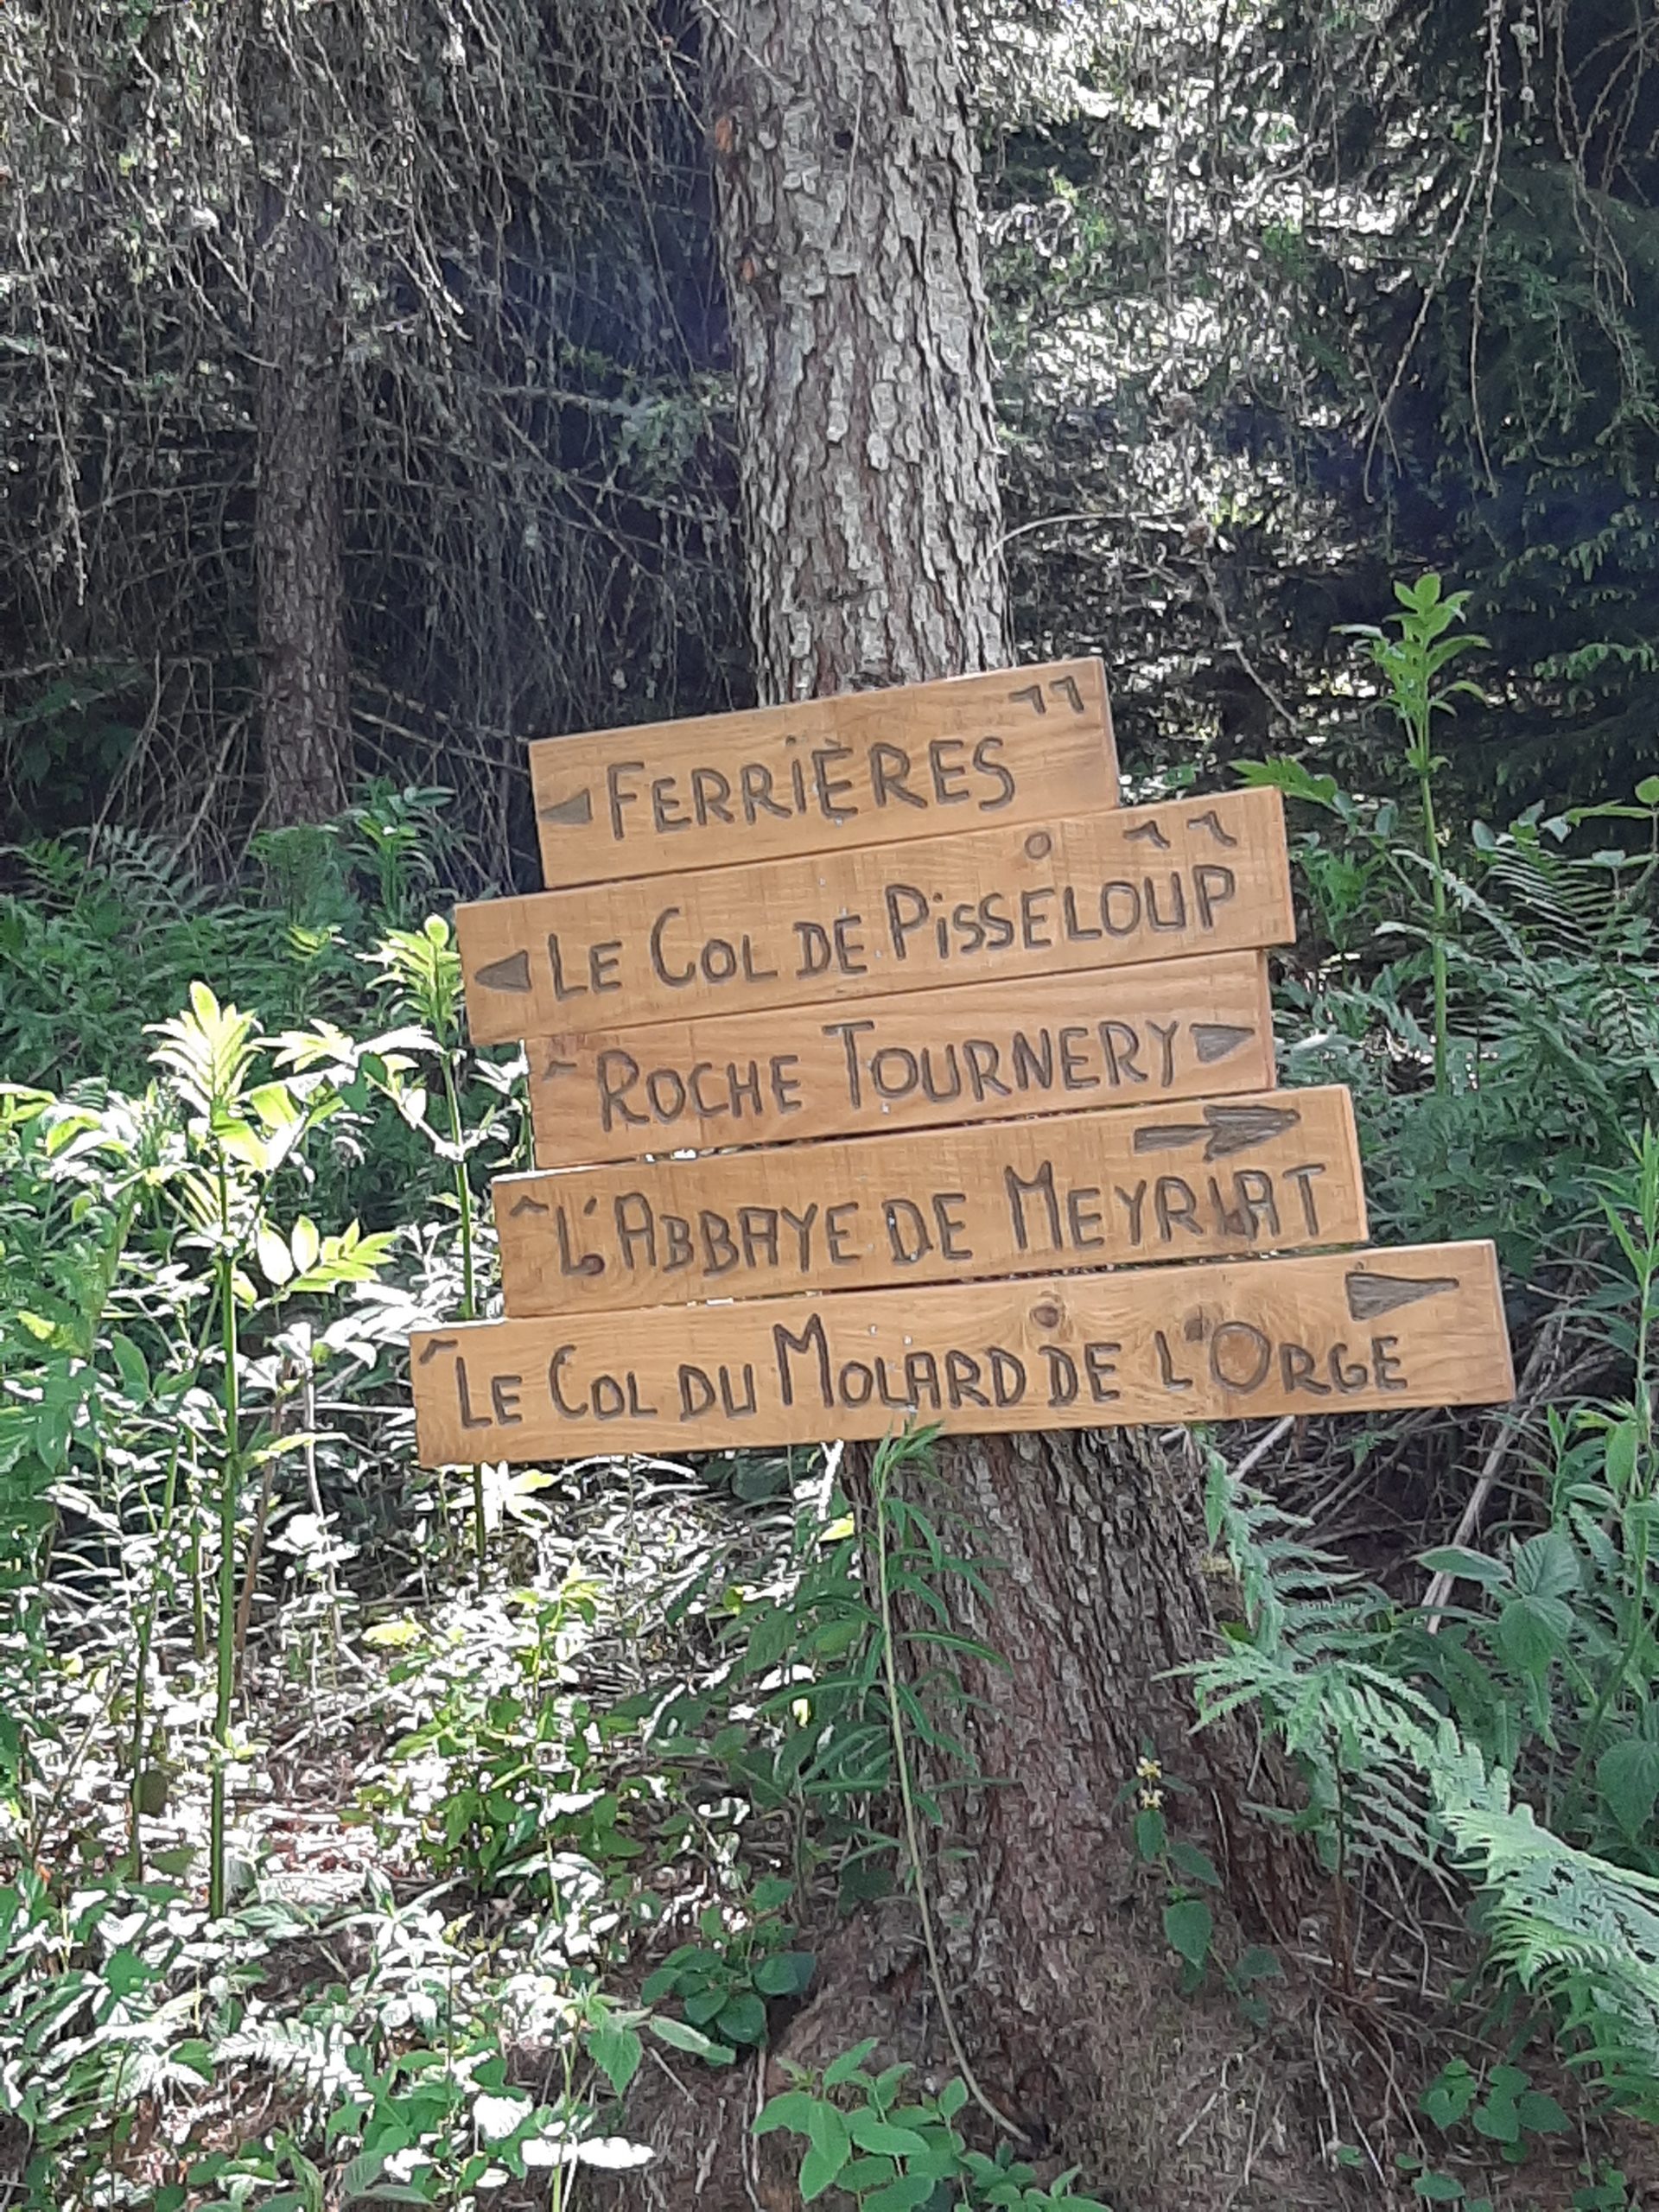 FERRIÈRES
LE COL DE PISSELOUP
ROCHE TOURNERY
L'ABBAYE DE MEYRIAT
LE COL DU MOLARD DE L'ORGE